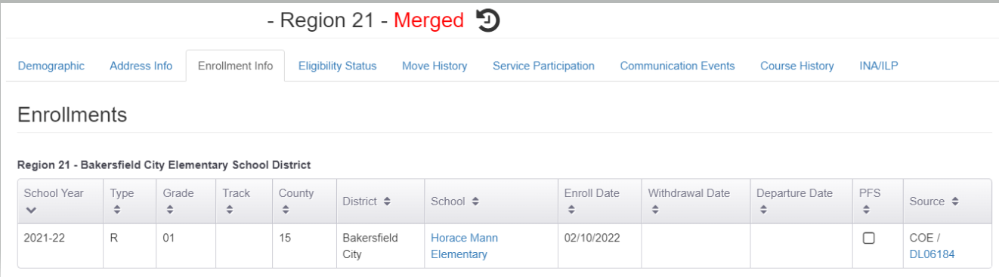 - Region 21 - Merged
Demographic Address Info Enrollment Info Eligibility Status Move History Service Participation Communication Events Course History INA/ILP
Enrollments
Region 21 - Bakersfield City Elementary School District
School Year Type Grade Track County District School Enroll Date Withdrawal Date Departure Date PFS Source
2021-22 R 01 15 Bakersfield Horace Mann 02/10/2022 COE /
City Elementary DL06184